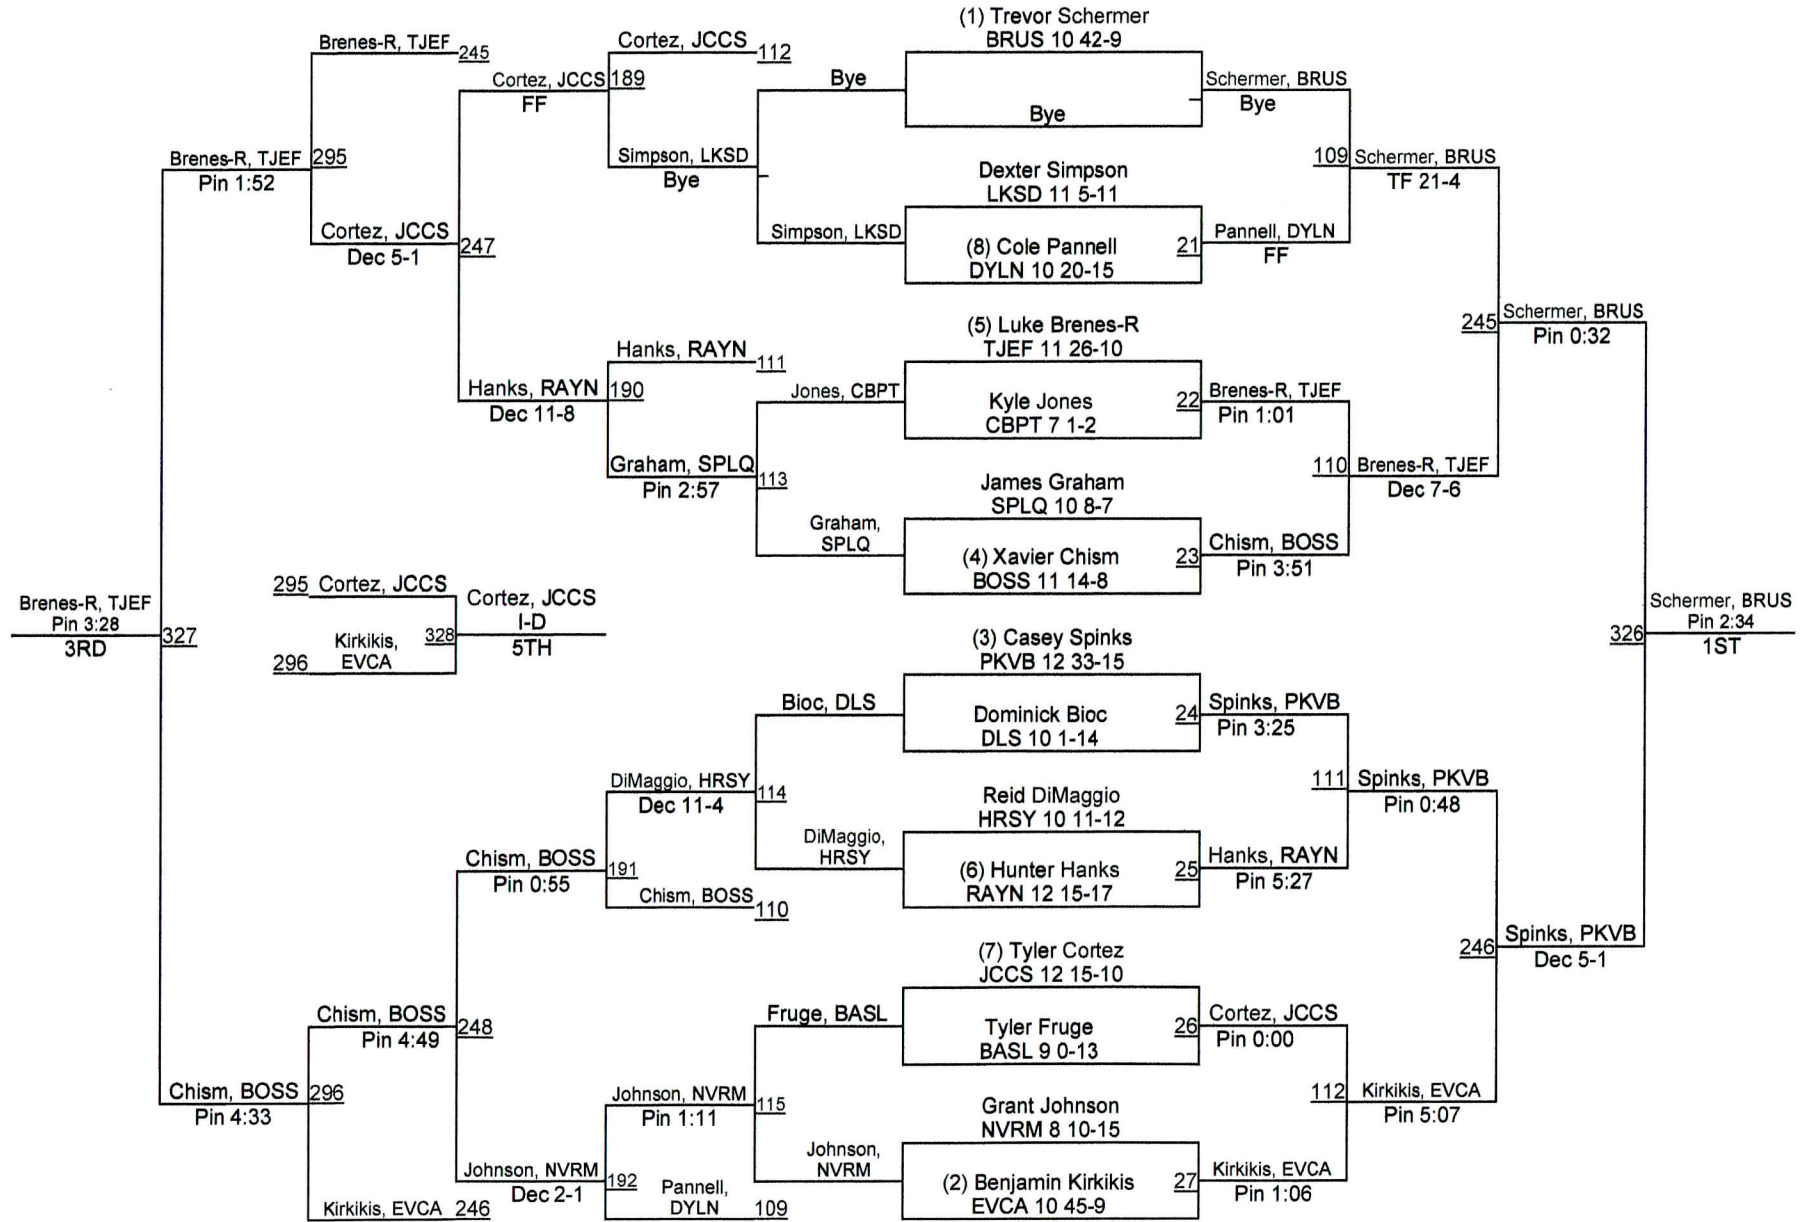 (1) Trevor Schermer
BRUS 10 42-9
Brenes-R, TJEF
245
Cortez, JCCS
112
Cortez, JCCS
189
FF
Bye
Bye
Schermer, BRUS
Bye
Brenes-R, TJEF
295
Pin 1:52
Simpson, LKSD
Bye
109
Schermer, BRUS
TF 21-4
Dexter Simpson
LKSD 11 5-11
Cortez, JCCS
247
Dec 5-1
Simpson, LKSD
(8) Cole Pannell
DYLN 10 20-15
21
Pannell, DYLN
FF
(5) Luke Brenes-R
TJEF 11 26-10
245
Schermer, BRUS
Pin 0:32
Hanks, RAYN
111
Hanks, RAYN
190
Dec 11-8
Jones, CBPT
Kyle Jones
CBPT 7 1-2
22
Brenes-R, TJEF
Pin 1:01
Graham, SPLQ
113
Pin 2:57
James Graham
SPLQ 10 8-7
110
Brenes-R, TJEF
Dec 7-6
Graham,
SPLQ
(4) Xavier Chism
BOSS 11 14-8
23
Chism, BOSS
Pin 3:51
Brenes-R, TJEF
Pin 3:28
3RD
327
295
Cortez, JCCS
Kirkikis,
EVCA
296
328
Cortez, JCCS
I-D
5TH
326
Schermer, BRUS
Pin 2:34
1ST
(3) Casey Spinks
PKVB 12 33-15
Bioc, DLS
Dominick Bioc
DLS 10 1-14
24
Spinks, PKVB
Pin 3:25
DiMaggio, HRSY
114
Dec 11-4
Reid DiMaggio
HRSY 10 11-12
111
Spinks, PKVB
Pin 0:48
Chism, BOSS
191
Pin 0:55
DiMaggio,
HRSY
(6) Hunter Hanks
RAYN 12 15-17
25
Hanks, RAYN
Pin 5:27
Chism, BOSS
110
(7) Tyler Cortez
JCCS 12 15-10
246
Spinks, PKVB
Dec 5-1
Chism, BOSS
248
Pin 4:49
Fruge, BASL
Tyler Fruge
BASL 9 0-13
26
Cortez, JCCS
Pin 0:00
Chism, BOSS
296
Pin 4:33
Johnson, NVRM
115
Pin 1:11
Grant Johnson
NVRM 8 10-15
112
Kirkikis, EVCA
Pin 5:07
Johnson, NVRM
192
Dec 2-1
Johnson,
NVRM
(2) Benjamin Kirkikis
EVCA 10 45-9
27
Kirkikis, EVCA
Pin 1:06
Kirkikis, EVCA
246
Pannell,
DYLN
109